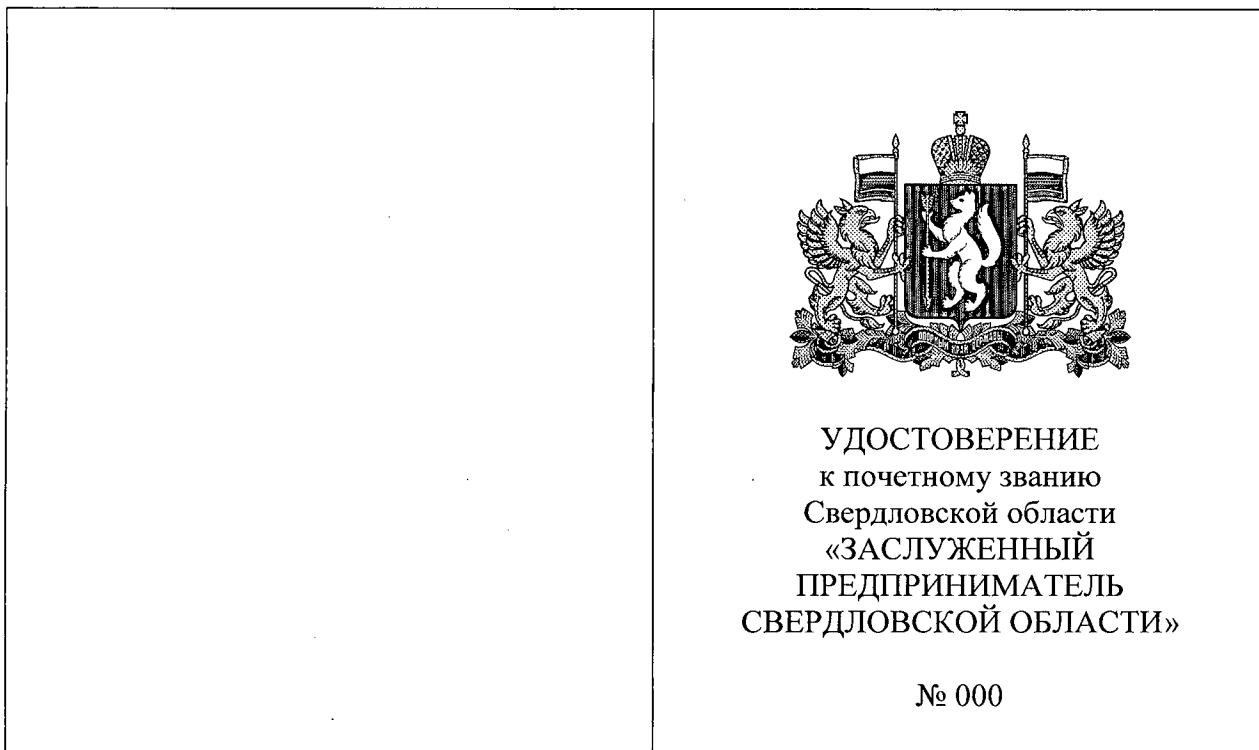 УДОСТОВЕРЕНИЕ
к почетному званию
Свердловской области
«ЗАСЛУЖЕННЫЙ
ПРЕДПРИНИМАТЕЛЬ
СВЕРДЛОВСКОЙ ОБЛАСТИ»
№ 000